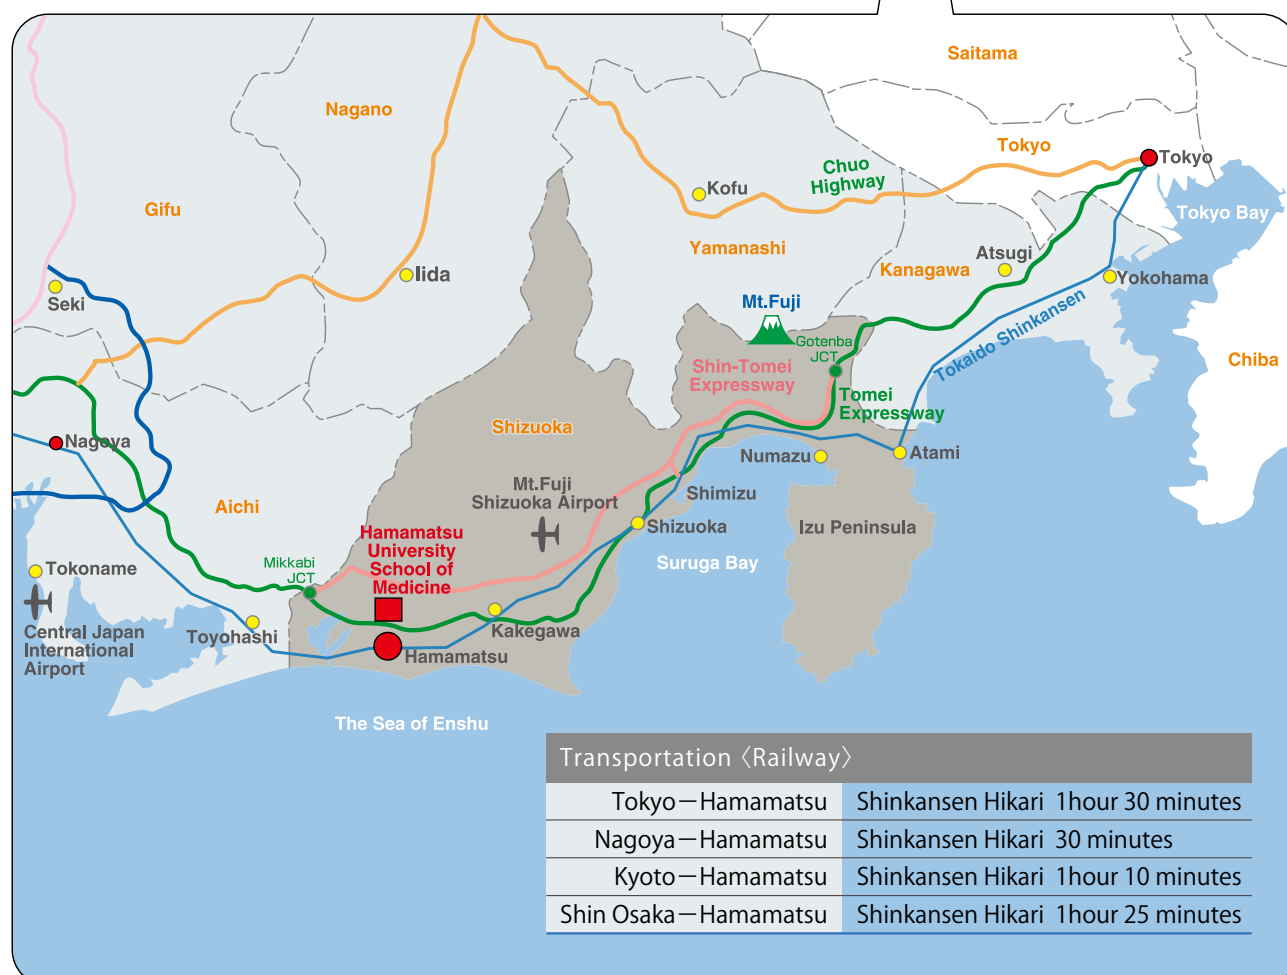 Saitama
Nagano
Tokyo
Tokyo
Chuo
Highway
Kofu
Gifu
Tokyo Bay
Yamanashi
Atsugi
Kanagawa
Iida
Yokohama
Seki
Mt.Fuji
Tokaido Shinkansen
Gotenba
JCT
Shin-Tomei
Expressway
Chiba
Tomei
Expressway
Shizuoka
Nagoya
Numazu
Atami
Mt.Fuji
Shizuoka Airport
Shimizu
Aichi
Shizuoka
Izu Peninsula
Hamamatsu
University
School of
Medicine
Suruga Bay
Mikkabi
JCT
Tokoname
Central Japan
International
Airport
Toyohashi
Kakegawa
Hamamatsu
The Sea of Enshu
Transportation〈Railway〉
Tokyo－Hamamatsu Shinkansen Hikari 1hour 30 minutes
Nagoya－Hamamatsu Shinkansen Hikari 30 minutes
Kyoto－Hamamatsu Shinkansen Hikari 1hour 10 minutes
Shin Osaka－Hamamatsu Shinkansen Hikari 1hour 25 minutes